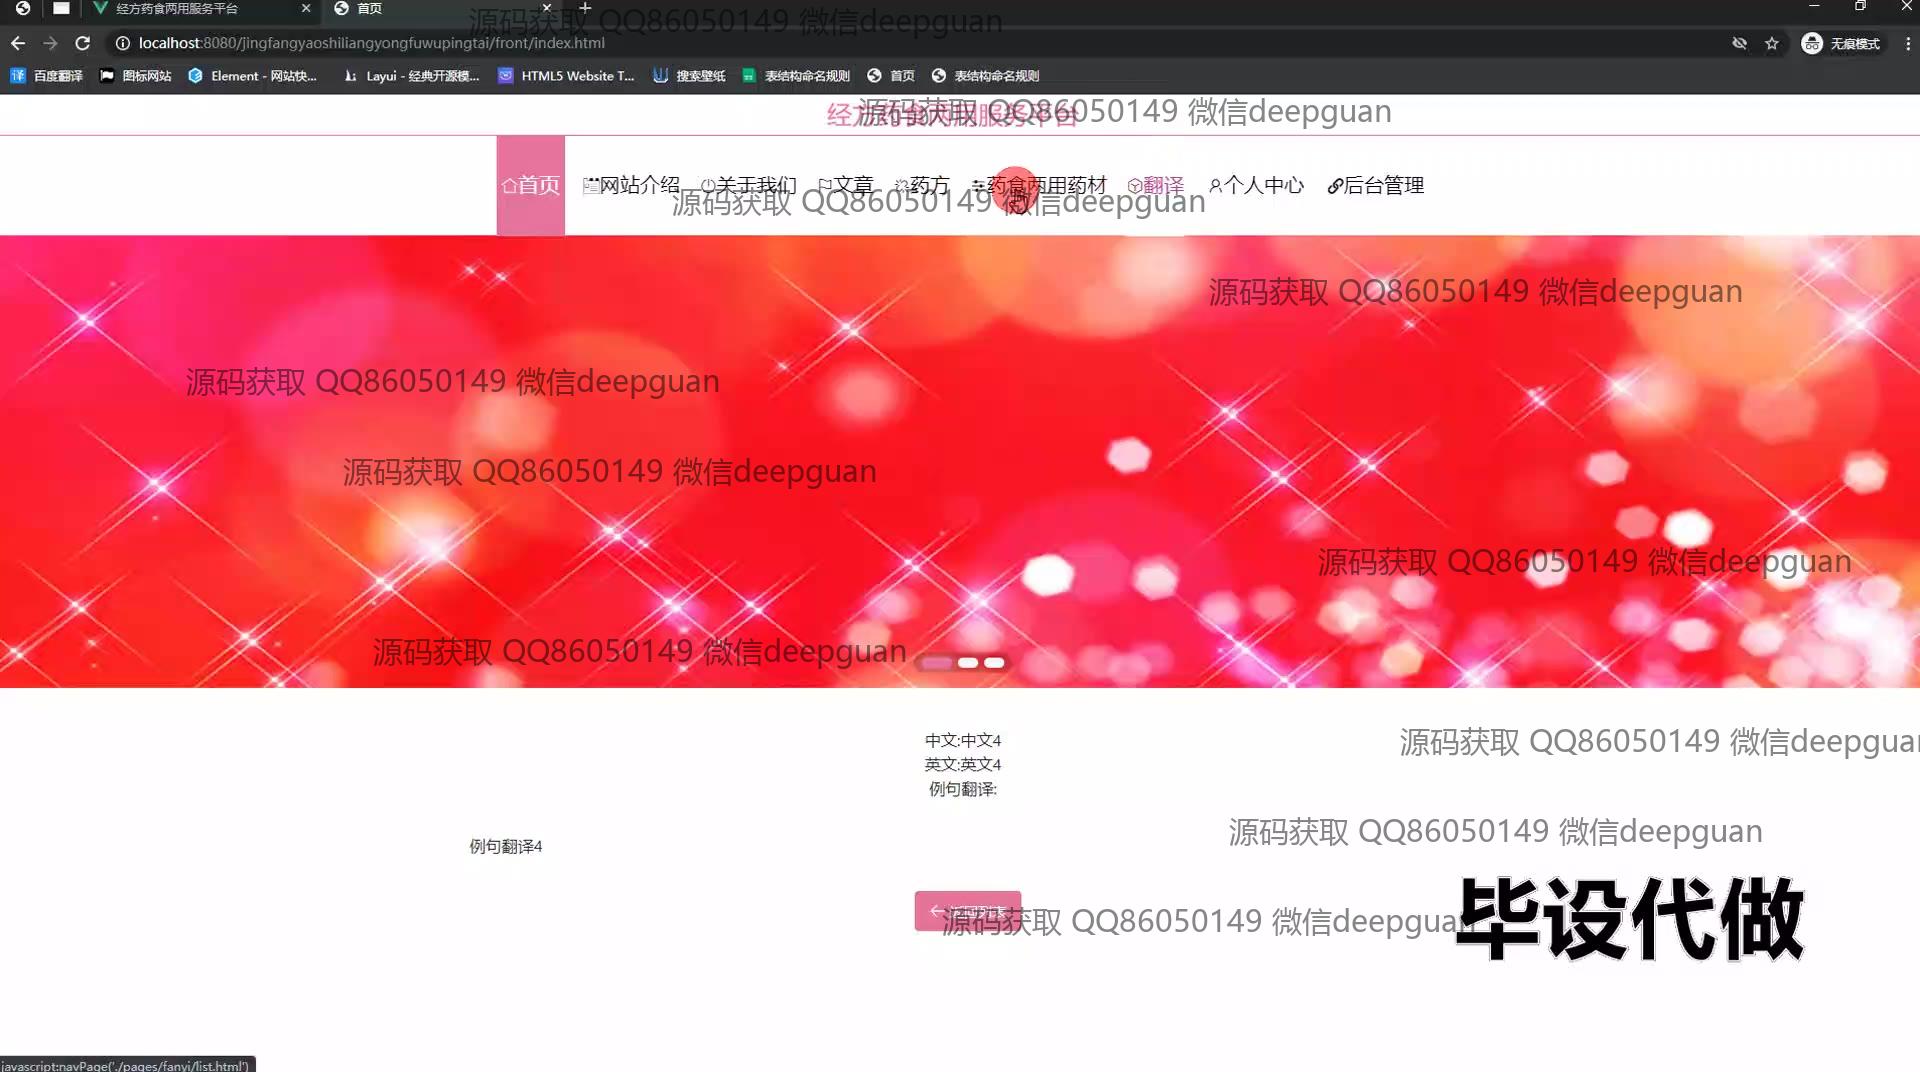 经方药食两用服务平台
首页
源码获取 QQ86050149 微信deepguan
localhost:8080/jingfangyaoshiliangyongfuwupingtai/front/index.html
无痕模式
百度翻译 图标网站 Element - 网站快... Layui - 经典开源模... HTML5 Website T... 搜索壁纸 表结构命名规则 首页 表结构命名规则
经方药食两用服务平台
源码获取 QQ86050149 微信deepguan
首页 网站介绍 关于我们 文章 药方 药食两用药材 翻译 个人中心 后台管理
源码获取 QQ86050149 微信deepguan
源码获取 QQ86050149 微信deepguan
源码获取 QQ86050149 微信deepguan
源码获取 QQ86050149 微信deepguan
源码获取 QQ86050149 微信deepguan
源码获取 QQ86050149 微信deepguan
中文:中文4
源码获取 QQ86050149 微信deepguan
英文:英文4
例句翻译:
源码获取 QQ86050149 微信deepguan
例句翻译4
返回列表
源码获取 QQ86050149 微信deepguan
毕设代做
javascript:navPage('./pages/fanyi/list.html')